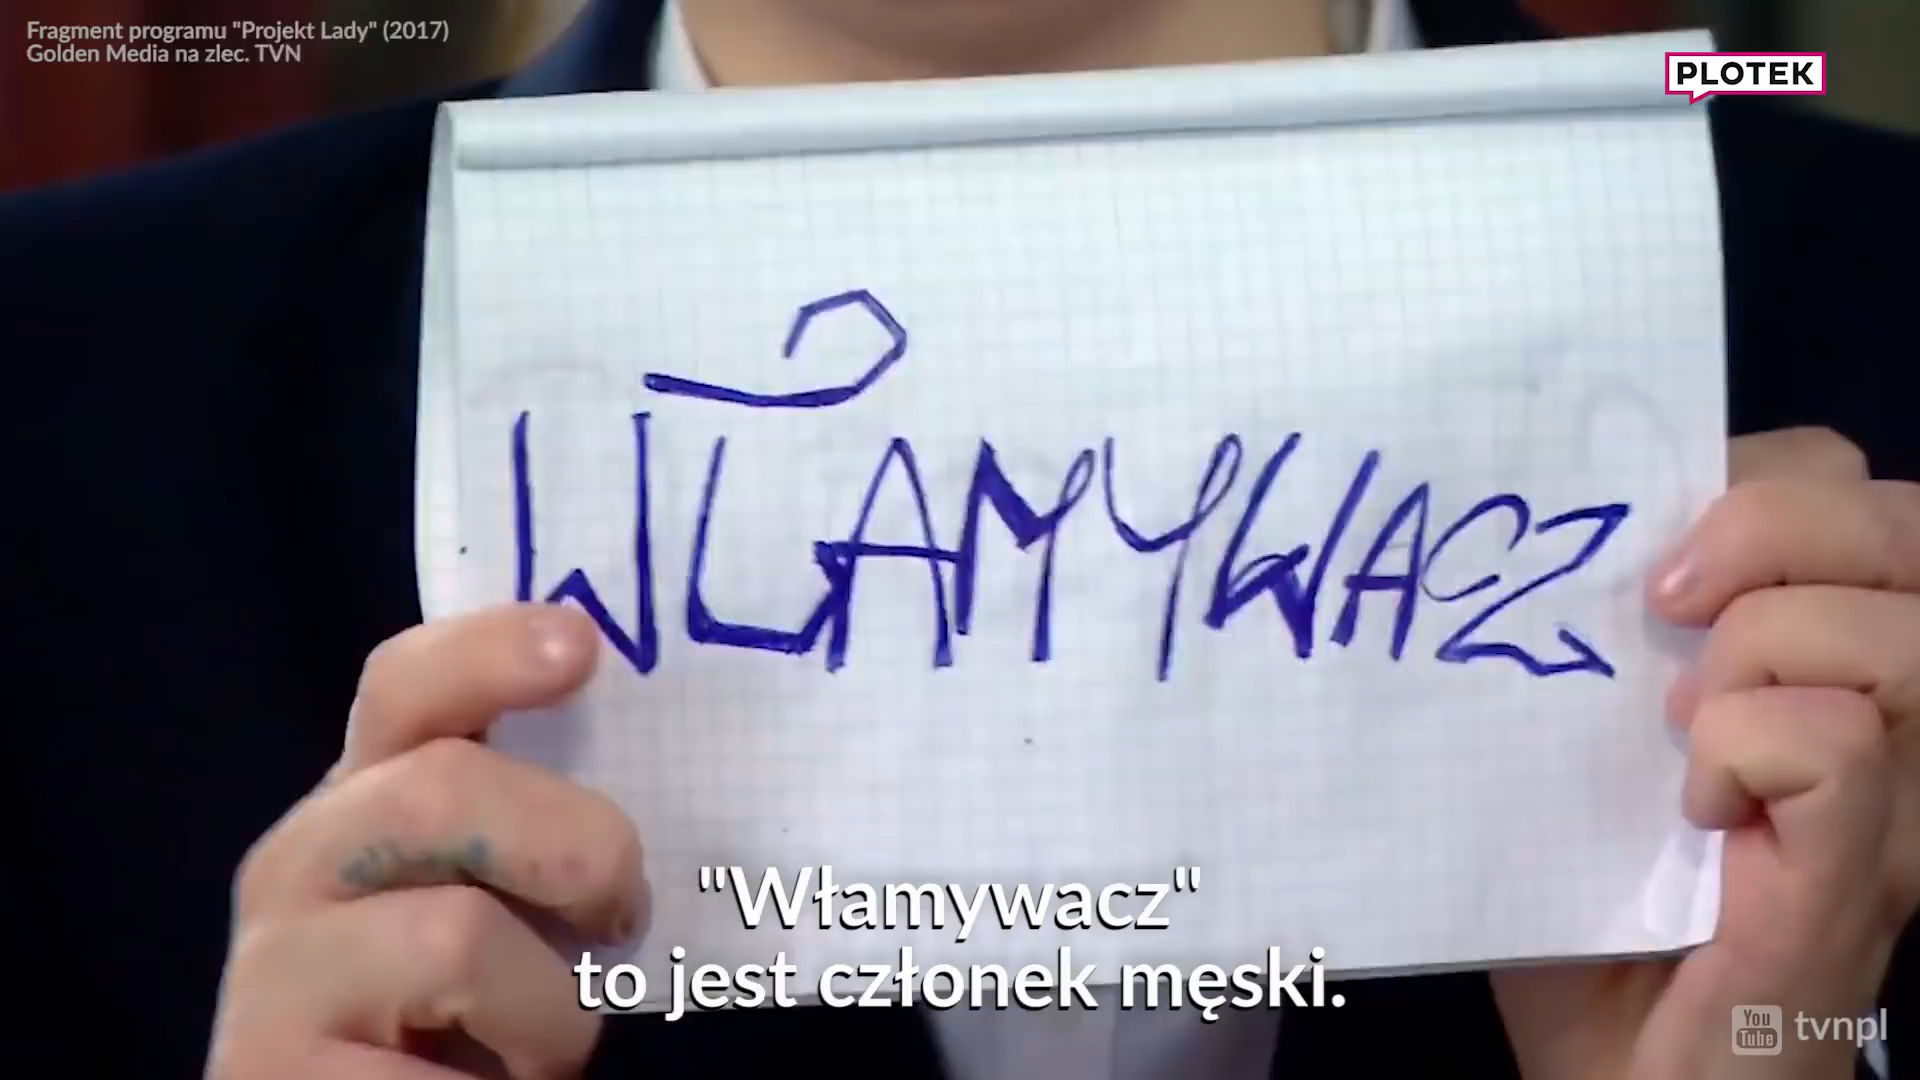 Fragment programu "Projekt Lady" (2017)
Golden Media na zlec. TVN
PLOTEK
WŁAMYWACZ
"Włamywacz"
to jest członek męski.
You
Tube
tvnpl